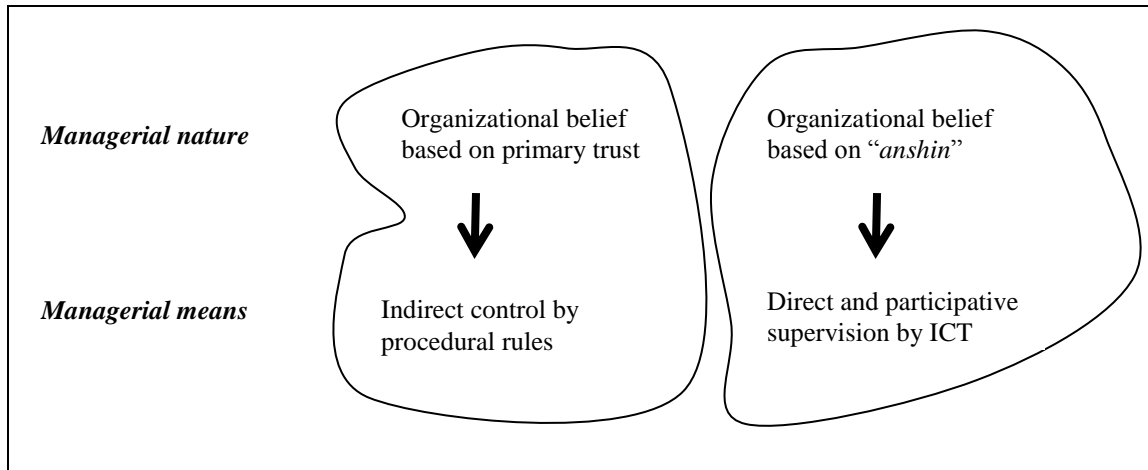 Managerial nature
Organizational belief
based on primary trust
Organizational belief
based on “anshin”
Managerial means
Indirect control by
procedural rules
Direct and participative
supervision by ICT